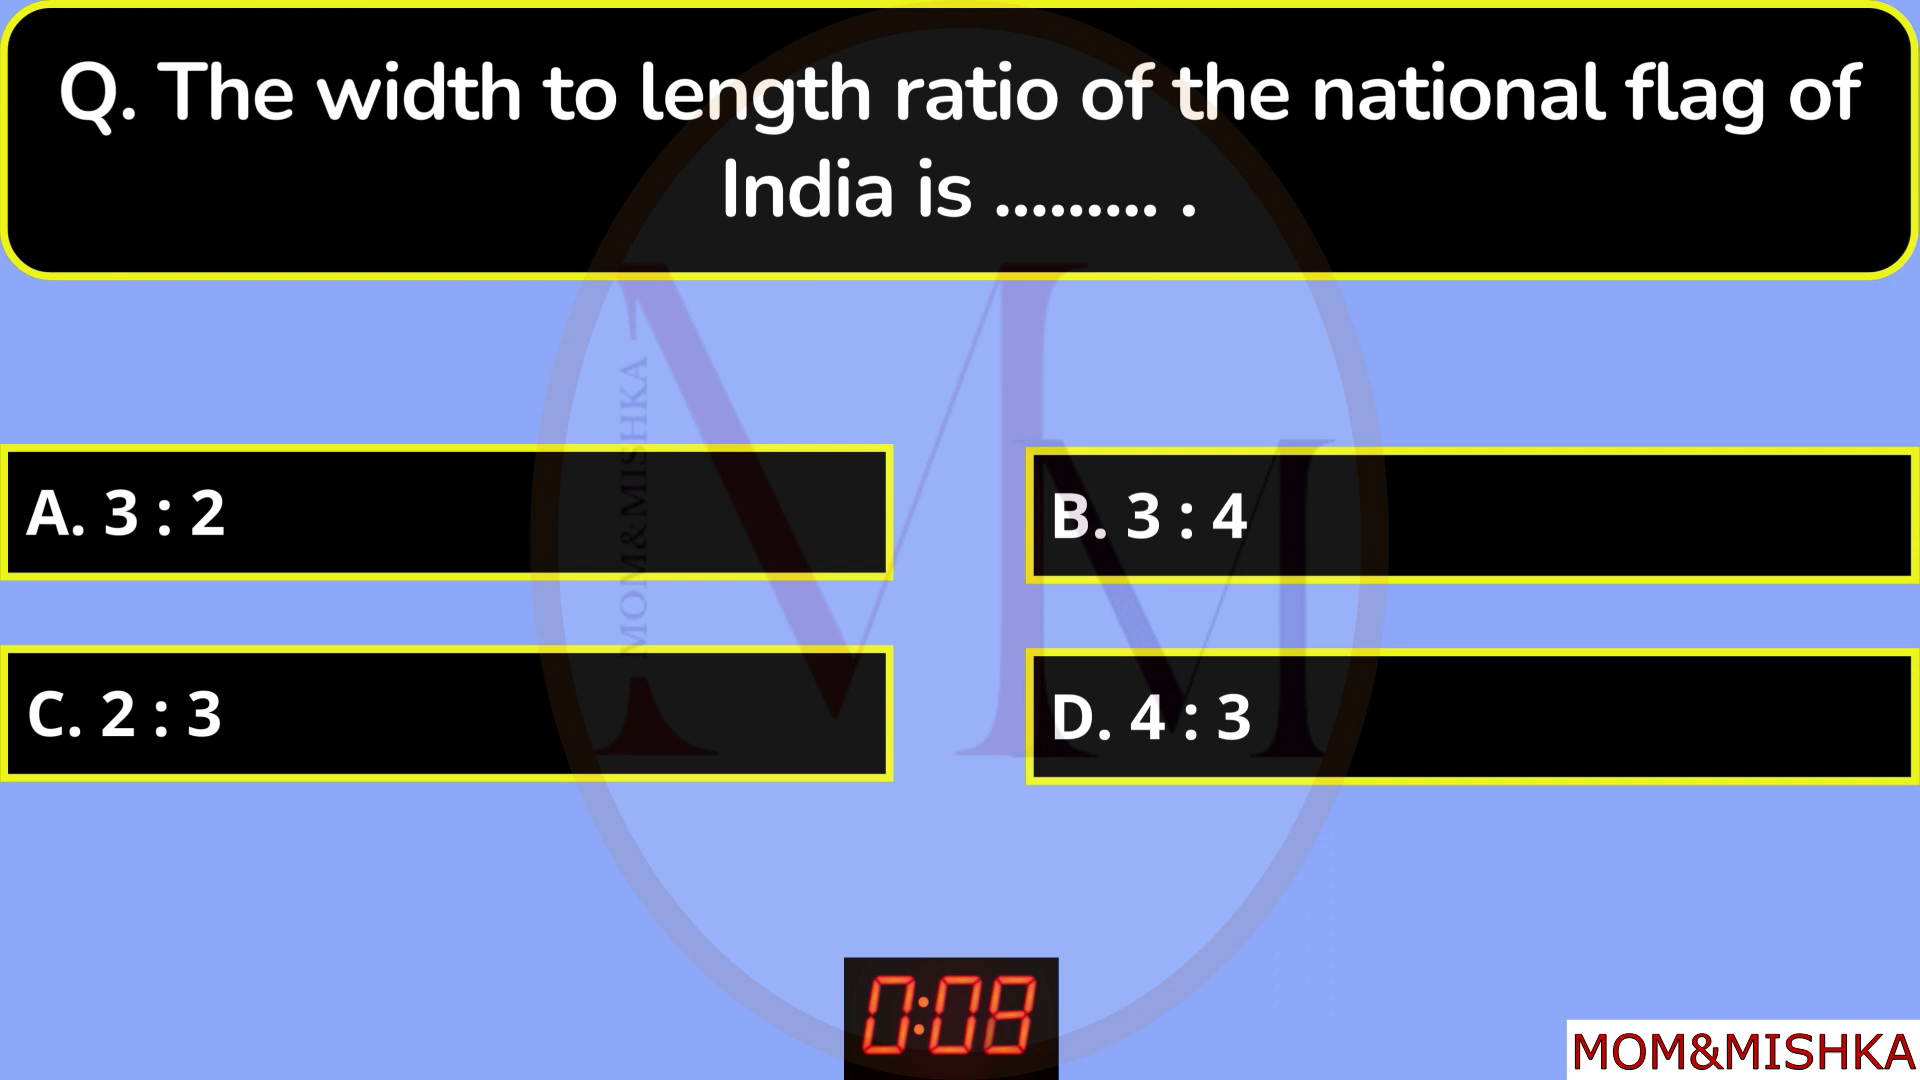 Q. The width to length ratio of the national flag of
India is ......... .
A. 3 : 2
B. 3 : 4
C. 2 : 3
D. 4 : 3
MOM&MISHKA
MM
0:08
MOM&MISHKA